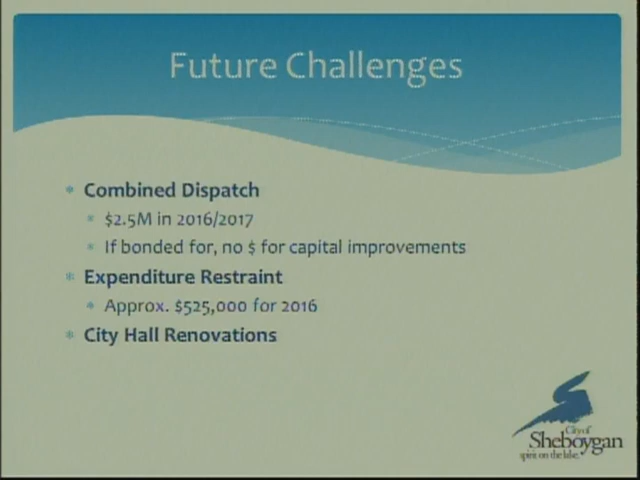 Future Challenges
Combined Dispatch
$2.5M in 2016/2017
If bonded for, no $ for capital improvements
Expenditure Restraint
Approx. $525,000 for 2016
City Hall Renovations
City of
Sheboygan
spirit on the lake.